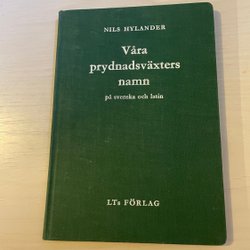 NILS HYLANDER
Våra
prydnadsväxters
namn
på svenska och latin
LTs FÖRLAG